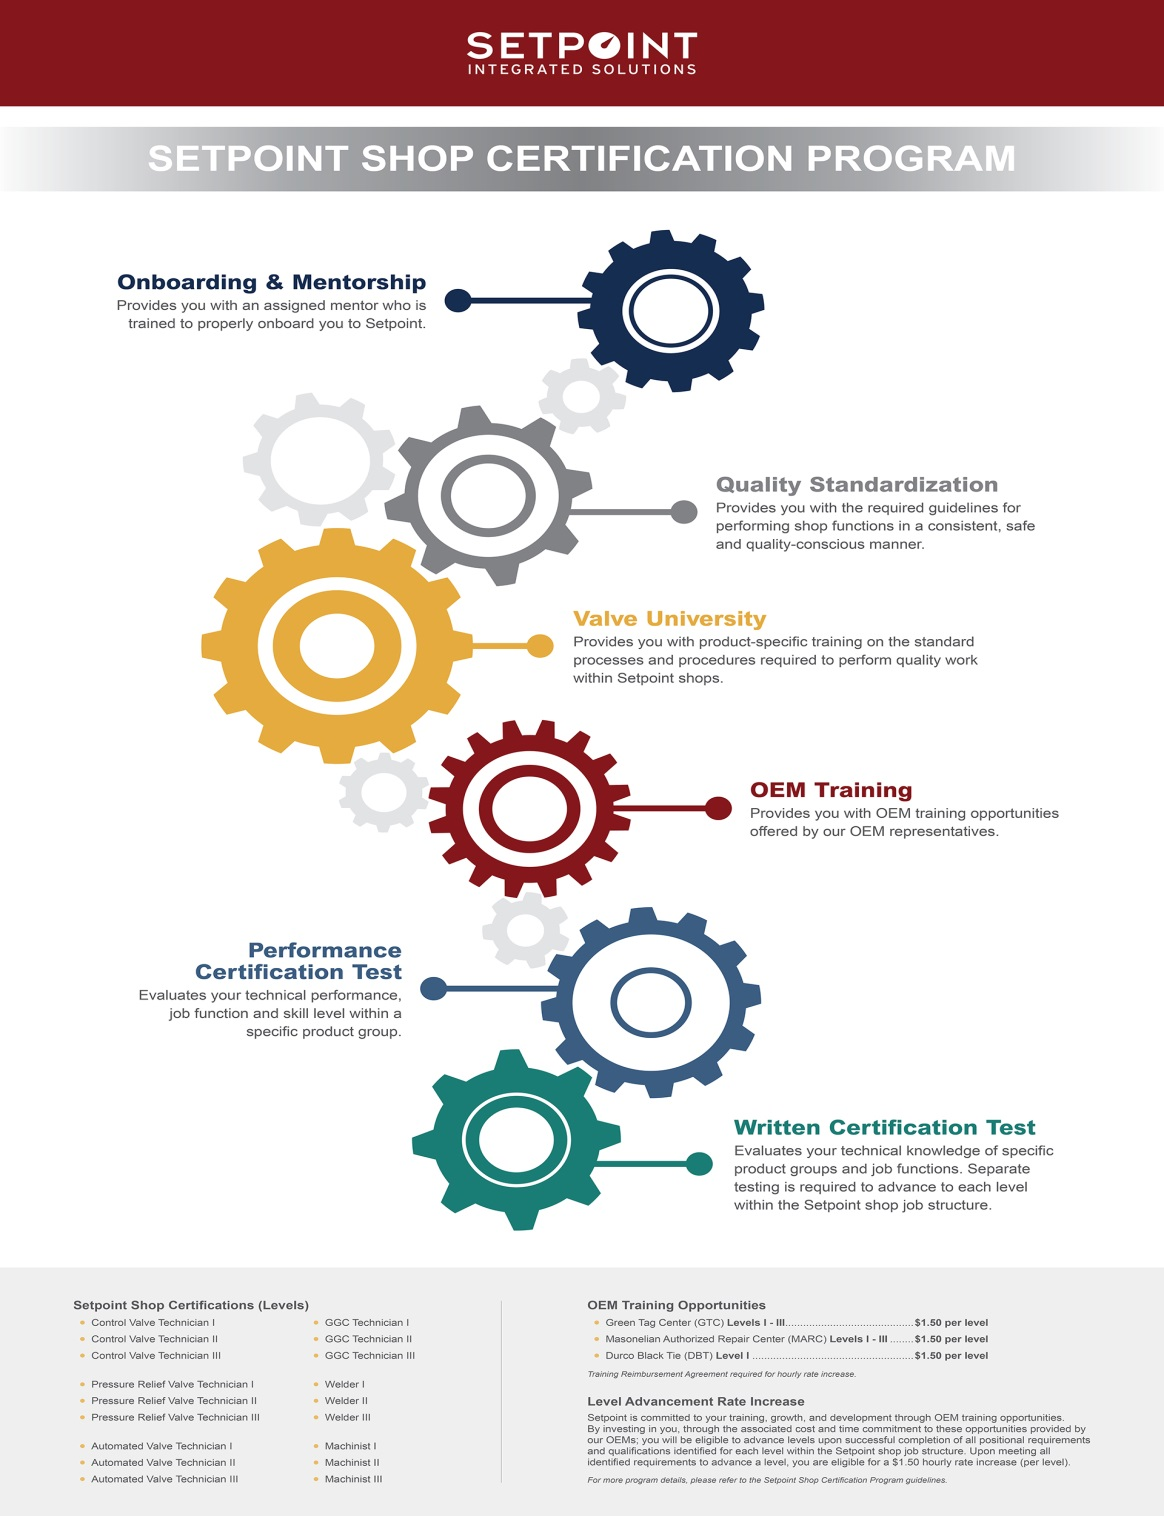 SETPOINT
INTEGRATED SOLUTIONS
SETPOINT SHOP CERTIFICATION PROGRAM
Onboarding & Mentorship
Provides you with an assigned mentor who is
trained to properly onboard you to Setpoint.
Quality Standardization
Provides you with the required guidelines for
performing shop functions in a consistent, safe
and quality-conscious manner.
Valve University
Provides you with product-specific training on the standard
processes and procedures required to perform quality work
within Setpoint shops.
OEM Training
Provides you with OEM training opportunities
offered by our OEM representatives.
Performance
Certification Test
Evaluates your technical performance,
job function and skill level within a
specific product group.
Written Certification Test
Evaluates your technical knowledge of specific
product groups and job functions. Separate
testing is required to advance to each level
within the Setpoint shop job structure.
Setpoint Shop Certifications (Levels)
• Control Valve Technician I
• Control Valve Technician II
• Control Valve Technician III
• Pressure Relief Valve Technician I
• Pressure Relief Valve Technician II
• Pressure Relief Valve Technician III
• Automated Valve Technician I
• Automated Valve Technician II
• Automated Valve Technician III
• GGC Technician I
• GGC Technician II
• GGC Technician III
• Welder I
• Welder II
• Welder III
• Machinist I
• Machinist II
• Machinist III
OEM Training Opportunities
• Green Tag Center (GTC) Levels I - III............................................$1.50 per level
• Masonelian Authorized Repair Center (MARC) Levels I - III ........$1.50 per level
• Durco Black Tie (DBT) Level I .......................................................$1.50 per level
Training Reimbursement Agreement required for hourly rate increase.
Level Advancement Rate Increase
Setpoint is committed to your training, growth, and development through OEM training opportunities.
By investing in you, through the associated cost and time commitment to these opportunities provided by
our OEMs; you will be eligible to advance levels upon successful completion of all positional requirements
and qualifications identified for each level within the Setpoint shop job structure. Upon meeting all
identified requirements to advance a level, you are eligible for a $1.50 hourly rate increase (per level).
For more program details, please refer to the Setpoint Shop Certification Program guidelines.